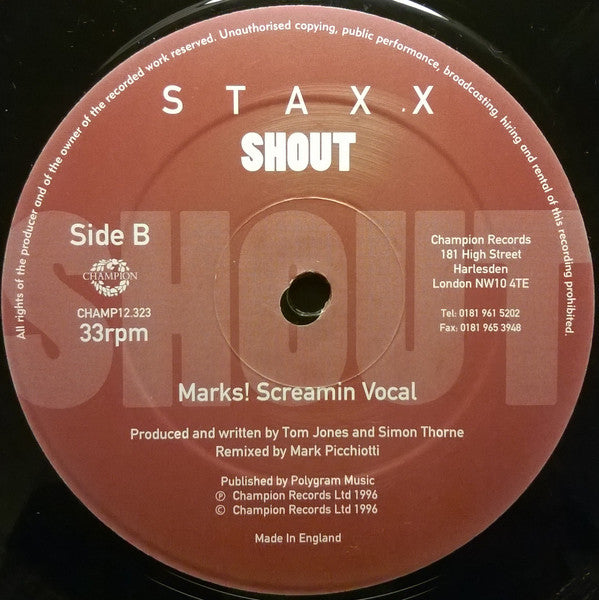 All rights of the producer and of the owner of the recorded work reserved. Unauthorised copying, public performance, broadcasting, hiring and rental of this recording prohibited.
STAXX
SHOUT
SHOUT
Side B
CHAMPION
CHAMP12.323
33rpm
Champion Records
181 High Street
Harlesden
London NW10 4TE
Tel: 0181 961 5202
Fax: 0181 965 3948
Marks! Screamin Vocal
Produced and written by Tom Jones and Simon Thorne
Remixed by Mark Picchiotti
Published by Polygram Music
℗ Champion Records Ltd 1996
© Champion Records Ltd 1996
Made In England